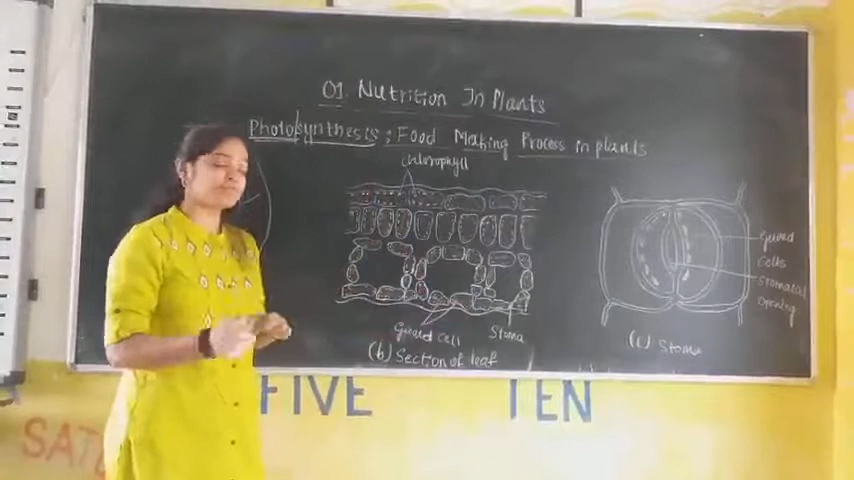 01. Nutrition In Plants
Photosynthesis : Food Making Process in plants
chlorophyll
Guard
cells
stomatal
opening
Guard cell
Stoma
(b) Section of leaf
(c) Stoma
FIVE
TEN
SATU